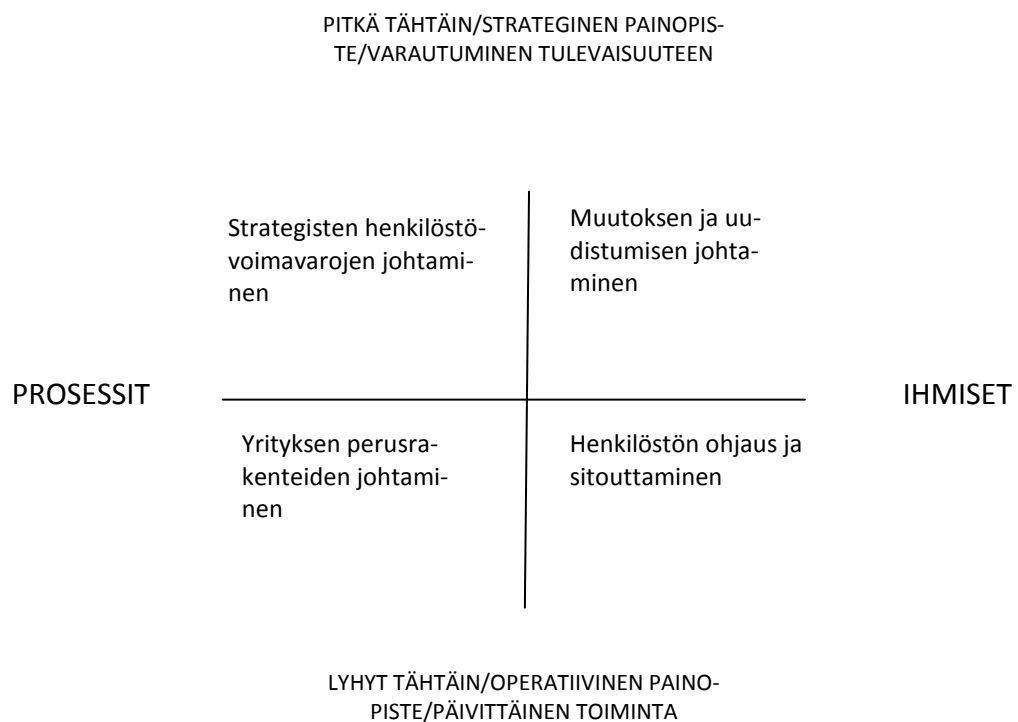 PITKÄ TÄHTÄIN/STRATEGINEN PAINOPIS-
TE/VARAUTUMINEN TULEVAISUUTEEN
Strategisten henkilöstö-
voimavarojen johtami-
nen
Muutoksen ja uu-
distumisen johta-
minen
PROSESSIT
IHMISET
Yrityksen perusra-
kenteiden johtami-
nen
Henkilöstön ohjaus ja
sitouttaminen
LYHYT TÄHTÄIN/OPERATIIVINEN PAINO-
PISTE/PÄIVITTÄINEN TOIMINTA